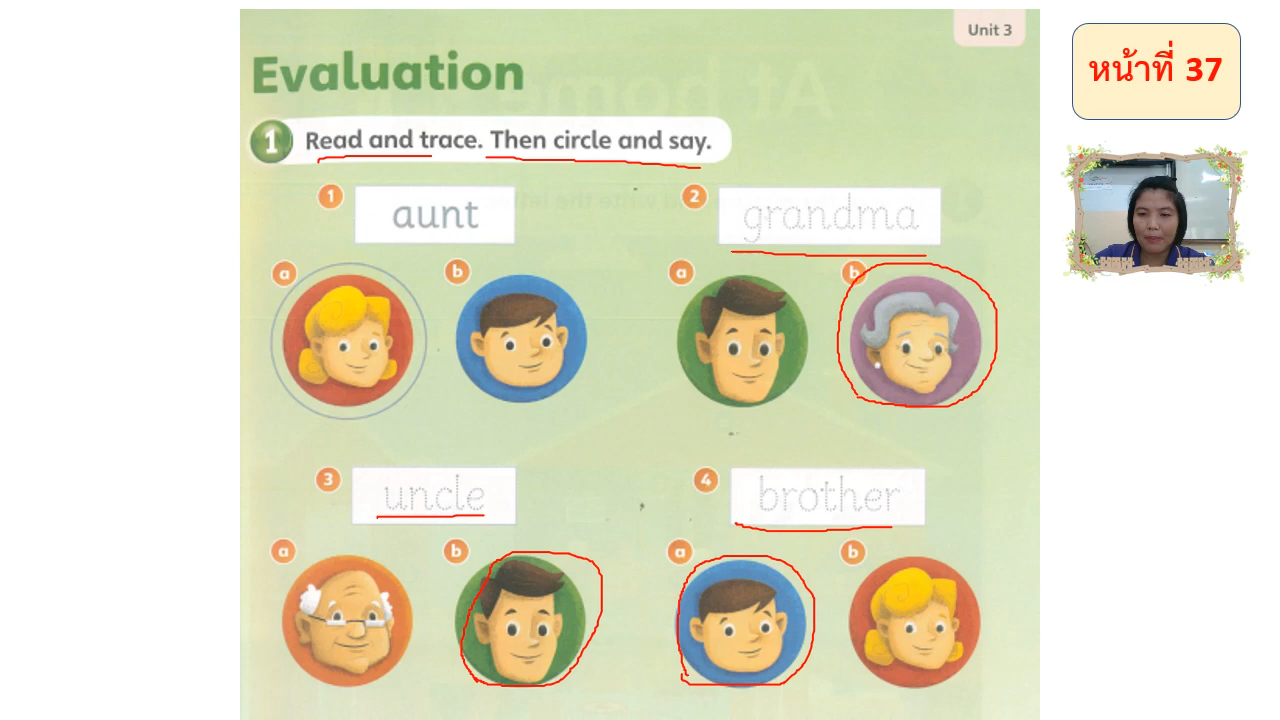 Unit 3
หน้าที่ 37
Evaluation
1 Read and trace. Then circle and say.
1 aunt
2 grandma
a
b
a
b
3 uncle
4 brother
a
b
a
b